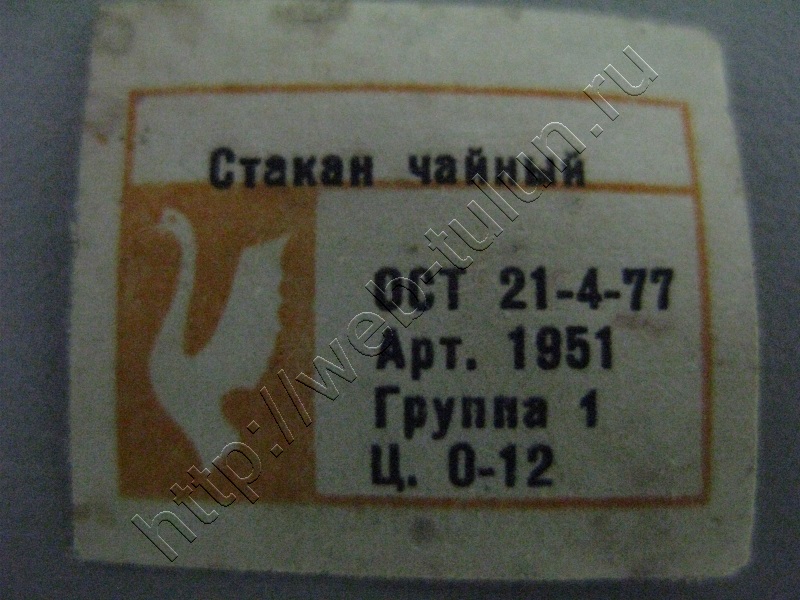 Стакан чайный
ОСТ 21-4-77
Арт. 1951
Группа 1
Ц. 0-12
http://web-tulun.ru